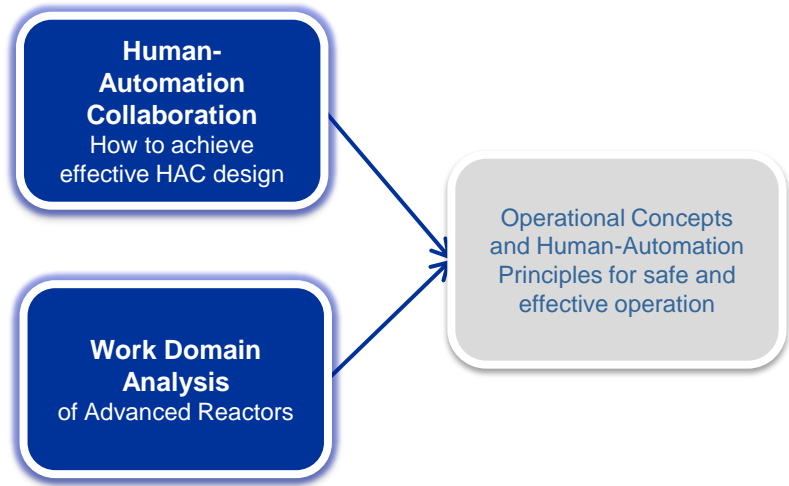 Human-
Automation
Collaboration
How to achieve
effective HAC design
Operational Concepts
and Human-Automation
Principles for safe and
effective operation
Work Domain
Analysis
of Advanced Reactors